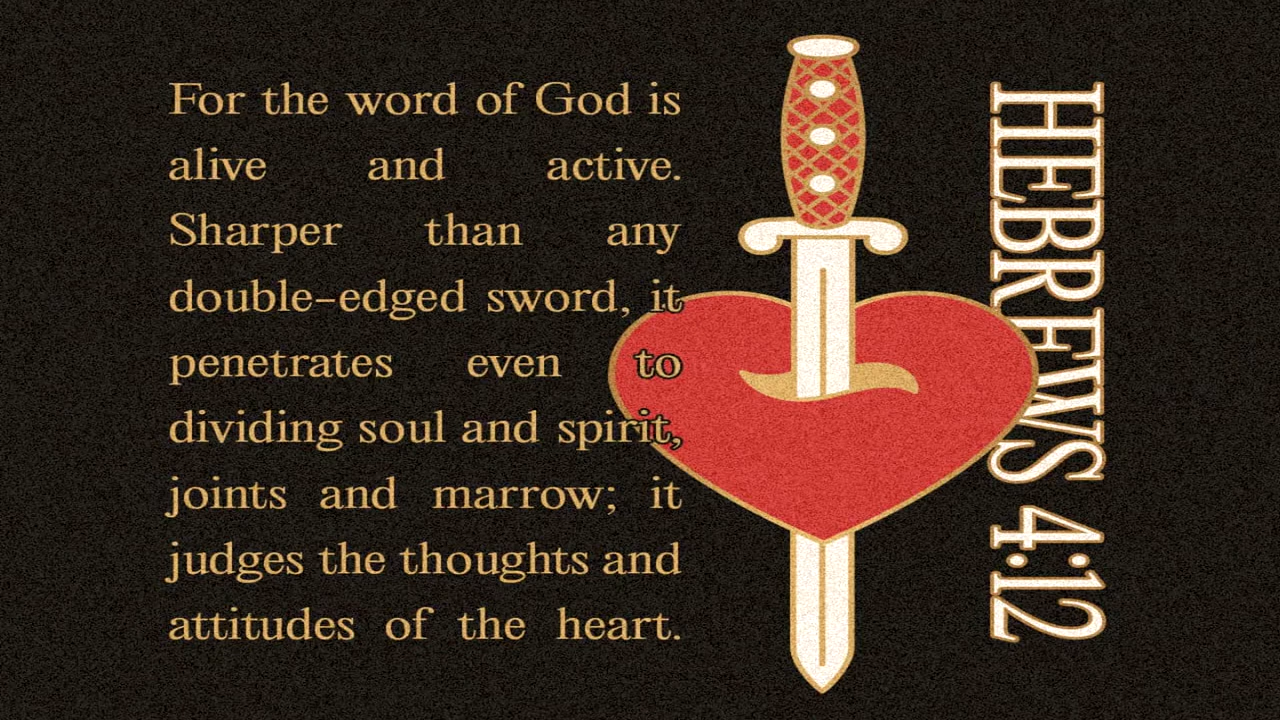 For the word of God is
alive and active.
Sharper than any
double-edged sword, it
penetrates even to
dividing soul and spirit,
joints and marrow; it
judges the thoughts and
attitudes of the heart.
HEBREWS 4:12